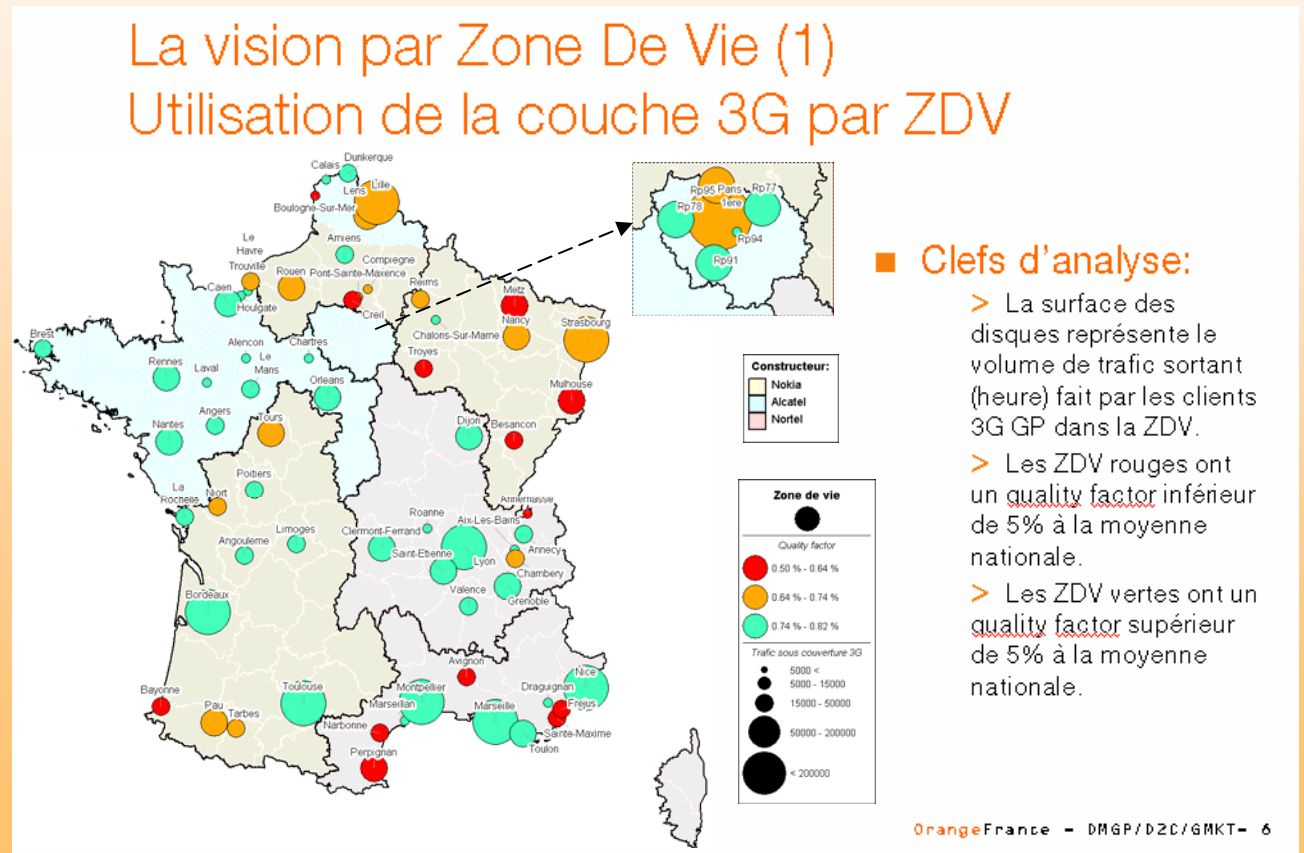 La vision par Zone De Vie (1)
Utilisation de la couche 3G par ZDV
Dunkerque
Calais
Lens
Lille
Boulogne-Sur-Mer
Amiens
Le
Havre
Compiegne
Trouville
Rouen
Pont-Sainte-Maxence
Reims
Caen
Houlgate
Creil
Metz
Nancy
Strasbourg
Chalons-Sur-Marne
Brest
Alencon
Chartres
Troyes
Rennes
Laval
Le
Mans
Orleans
Mulhouse
Angers
Nantes
Tours
Dijon
Besancon
Poitiers
La
Rochelle
Niort
Annemasse
Roanne
Aix-Les-Bains
Limoges
Clermont-Ferrand
Angouleme
Saint-Etienne
Lyon
Annecy
Chambery
Valence
Grenoble
Bordeaux
Avignon
Nice
Bayonne
Toulouse
Montpellier
Draguignan
Marseillan
Marseille
Frejus
Pau
Tarbes
Narbonne
Sainte-Maxime
Toulon
Perpignan
Rp95
Paris
1ère
Rp77
Rp78
Rp94
Rp91
Constructeur:
Nokia
Alcatel
Nortel
Zone de vie
Quality factor
0.50 % - 0.64 %
0.64 % - 0.74 %
0.74 % - 0.82 %
Trafic sous couverture 3G
5000 <
5000 - 15000
15000 - 50000
50000 - 200000
< 200000
Clefs d'analyse:
> La surface des
disques représente le
volume de trafic sortant
(heure) fait par les clients
3G GP dans la ZDV.
> Les ZDV rouges ont
un quality factor inférieur
de 5% à la moyenne
nationale.
> Les ZDV vertes ont un
quality factor supérieur
de 5% à la moyenne
nationale.
OrangeFrance - DMGP/DZC/GMKT- 6